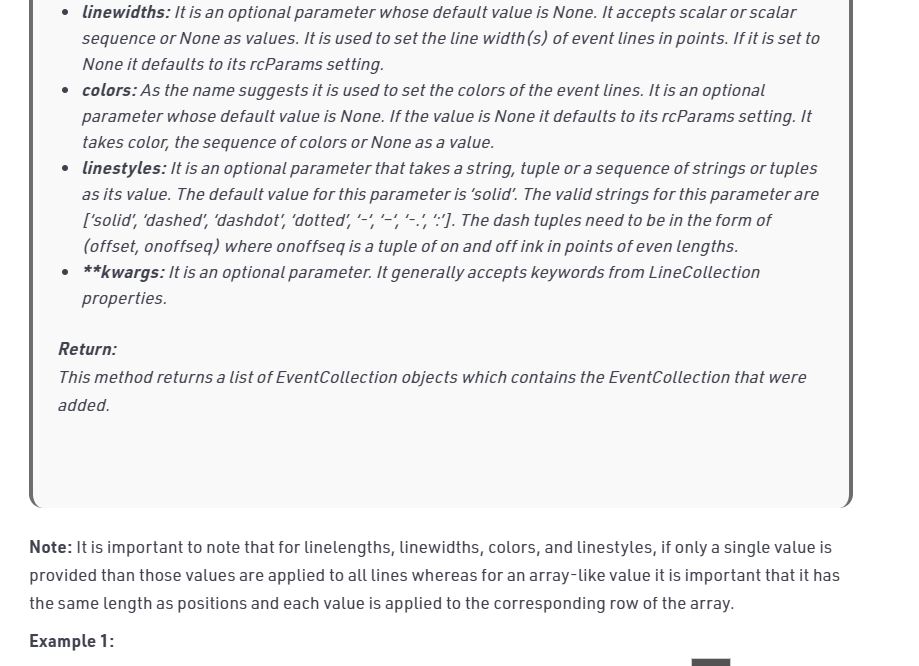 • linewidths: It is an optional parameter whose default value is None. It accepts scalar or scalar
sequence or None as values. It is used to set the line width(s) of event lines in points. If it is set to
None it defaults to its rcParams setting.
• colors: As the name suggests it is used to set the colors of the event lines. It is an optional
parameter whose default value is None. If the value is None it defaults to its rcParams setting. It
takes color, the sequence of colors or None as a value.
• linestyles: It is an optional parameter that takes a string, tuple or a sequence of strings or tuples
as its value. The default value for this parameter is ‘solid’. The valid strings for this parameter are
[‘solid’, ‘dashed’, ‘dashdot’, ‘dotted’, ‘-‘, ‘–‘, ‘-.’, ‘:’]. The dash tuples need to be in the form of
(offset, onoffseq) where onoffseq is a tuple of on and off ink in points of even lengths.
• **kwargs: It is an optional parameter. It generally accepts keywords from LineCollection
properties.
Return:
This method returns a list of EventCollection objects which contains the EventCollection that were
added.
Note: It is important to note that for linelengths, linewidths, colors, and linestyles, if only a single value is
provided than those values are applied to all lines whereas for an array-like value it is important that it has
the same length as positions and each value is applied to the corresponding row of the array.
Example 1: